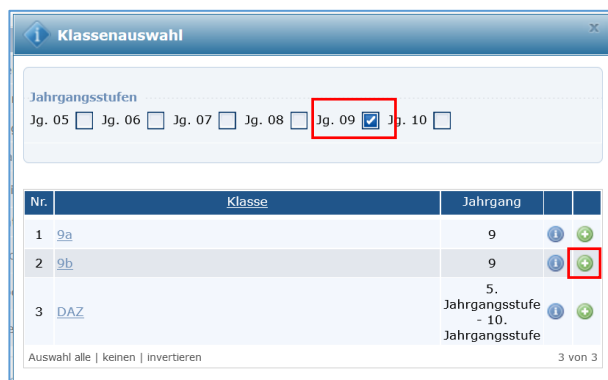 Klassenauswahl
x
Jahrgangsstufen
Jg. 05 Jg. 06 Jg. 07 Jg. 08 Jg. 09 Jg. 10
Nr. Klasse Jahrgang
1 9a 9
2 9b 9
3 DAZ 5. Jahrgangsstufe - 10. Jahrgangsstufe
Auswahl alle | keinen | invertieren 3 von 3